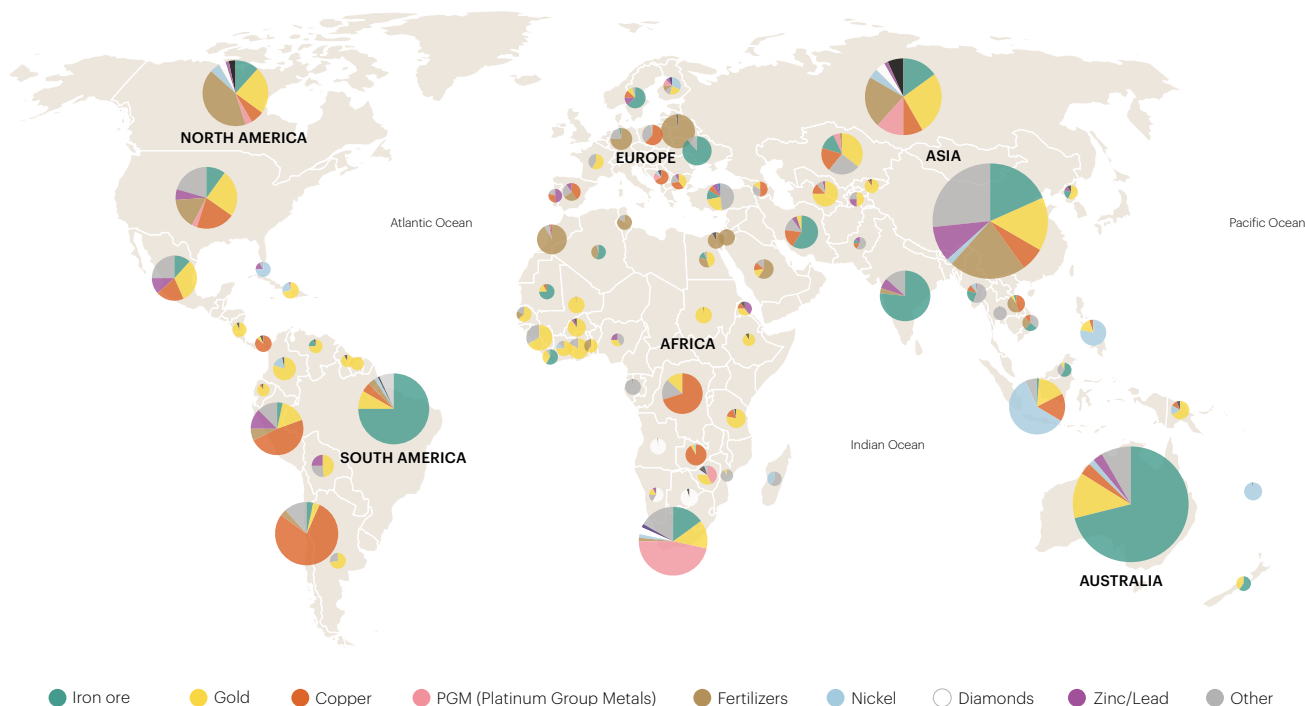 NORTH AMERICA
EUROPE
ASIA
Atlantic Ocean
Pacific Ocean
AFRICA
Indian Ocean
SOUTH AMERICA
AUSTRALIA
Iron ore
Gold
Copper
PGM (Platinum Group Metals)
Fertilizers
Nickel
Diamonds
Zinc/Lead
Other